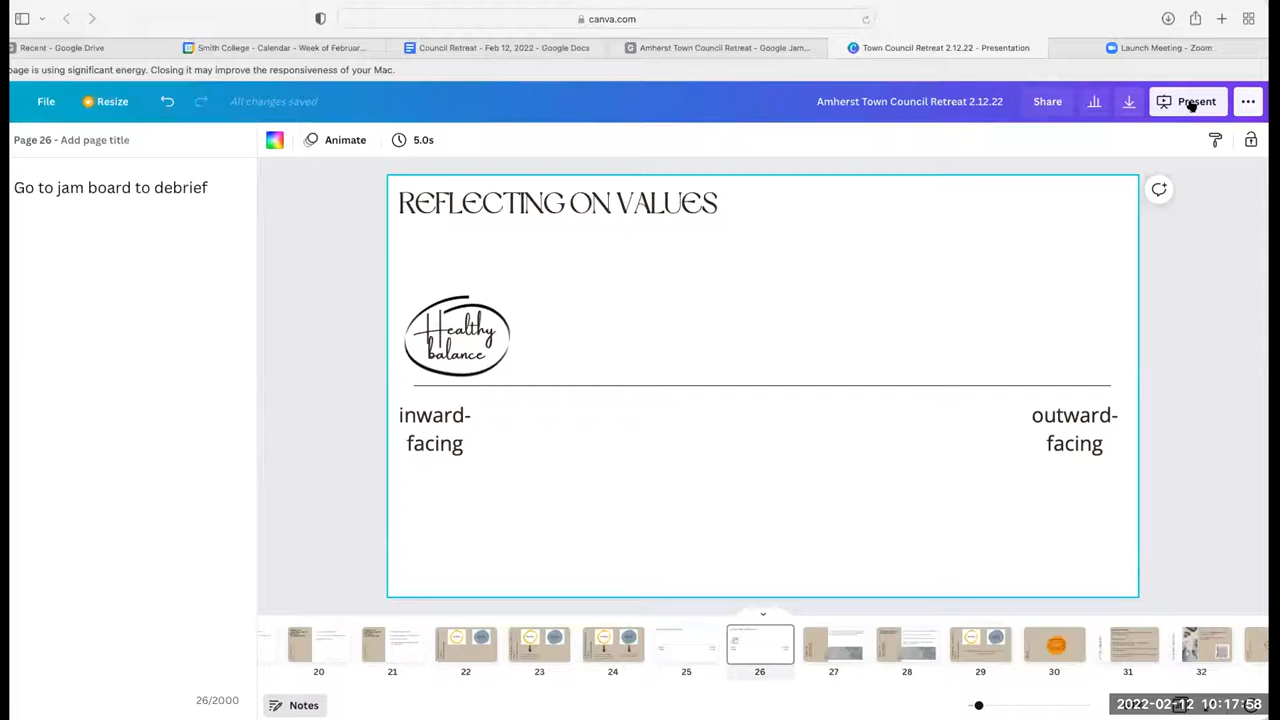 canva.com
Recent - Google Drive
Smith College - Calendar - Week of Februar...
Council Retreat - Feb 12, 2022 - Google Docs
Amherst Town Council Retreat - Google Jam...
Town Council Retreat 2.12.22 - Presentation
Launch Meeting - Zoom
page is using significant energy. Closing it may improve the responsiveness of your Mac.
File
Resize
All changes saved
Amherst Town Council Retreat 2.12.22
Share
Present
Page 26 - Add page title
Animate
5.0s
Go to jam board to debrief
REFLECTING ON VALUES
Healthy
balance
inward-
facing
outward-
facing
20
21
22
23
24
25
26
27
28
29
30
31
32
26/2000
Notes
2022-02-12 10:17:58